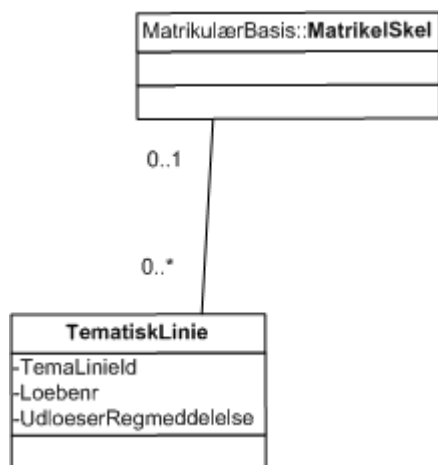 MatrikulærBasis::MatrikelSkel
0..1
0..*
TematiskLinie
-TemaLinieId
-Loebenr
-UdloeserRegmeddelelse